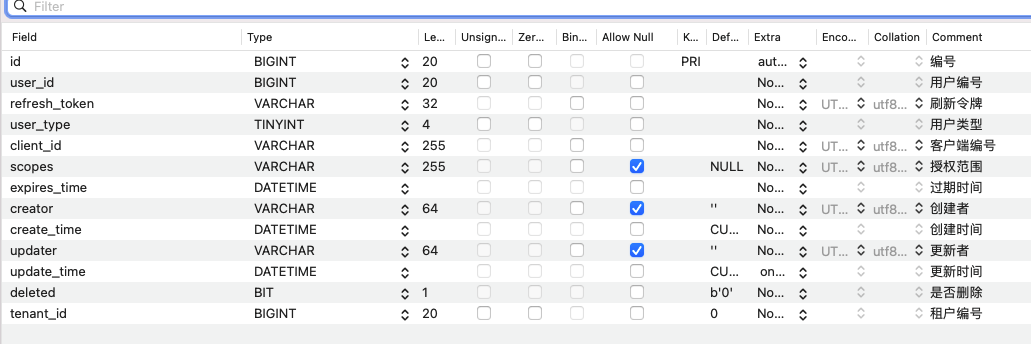 Filter
Field Type Le... Unsign... Zer... Bin... Allow Null K... Def... Extra Enco... Collation Comment
id BIGINT 20 PRI aut... 编号
user_id BIGINT 20 No... 用户编号
refresh_token VARCHAR 32 No... UT... utf8... 刷新令牌
user_type TINYINT 4 No... 用户类型
client_id VARCHAR 255 No... UT... utf8... 客户端编号
scopes VARCHAR 255 NULL No... UT... utf8... 授权范围
expires_time DATETIME No... 过期时间
creator VARCHAR 64 '' No... UT... utf8... 创建者
create_time DATETIME CU... No... 创建时间
updater VARCHAR 64 '' No... UT... utf8... 更新者
update_time DATETIME CU... on... 更新时间
deleted BIT 1 b'0' No... 是否删除
tenant_id BIGINT 20 0 No... 租户编号